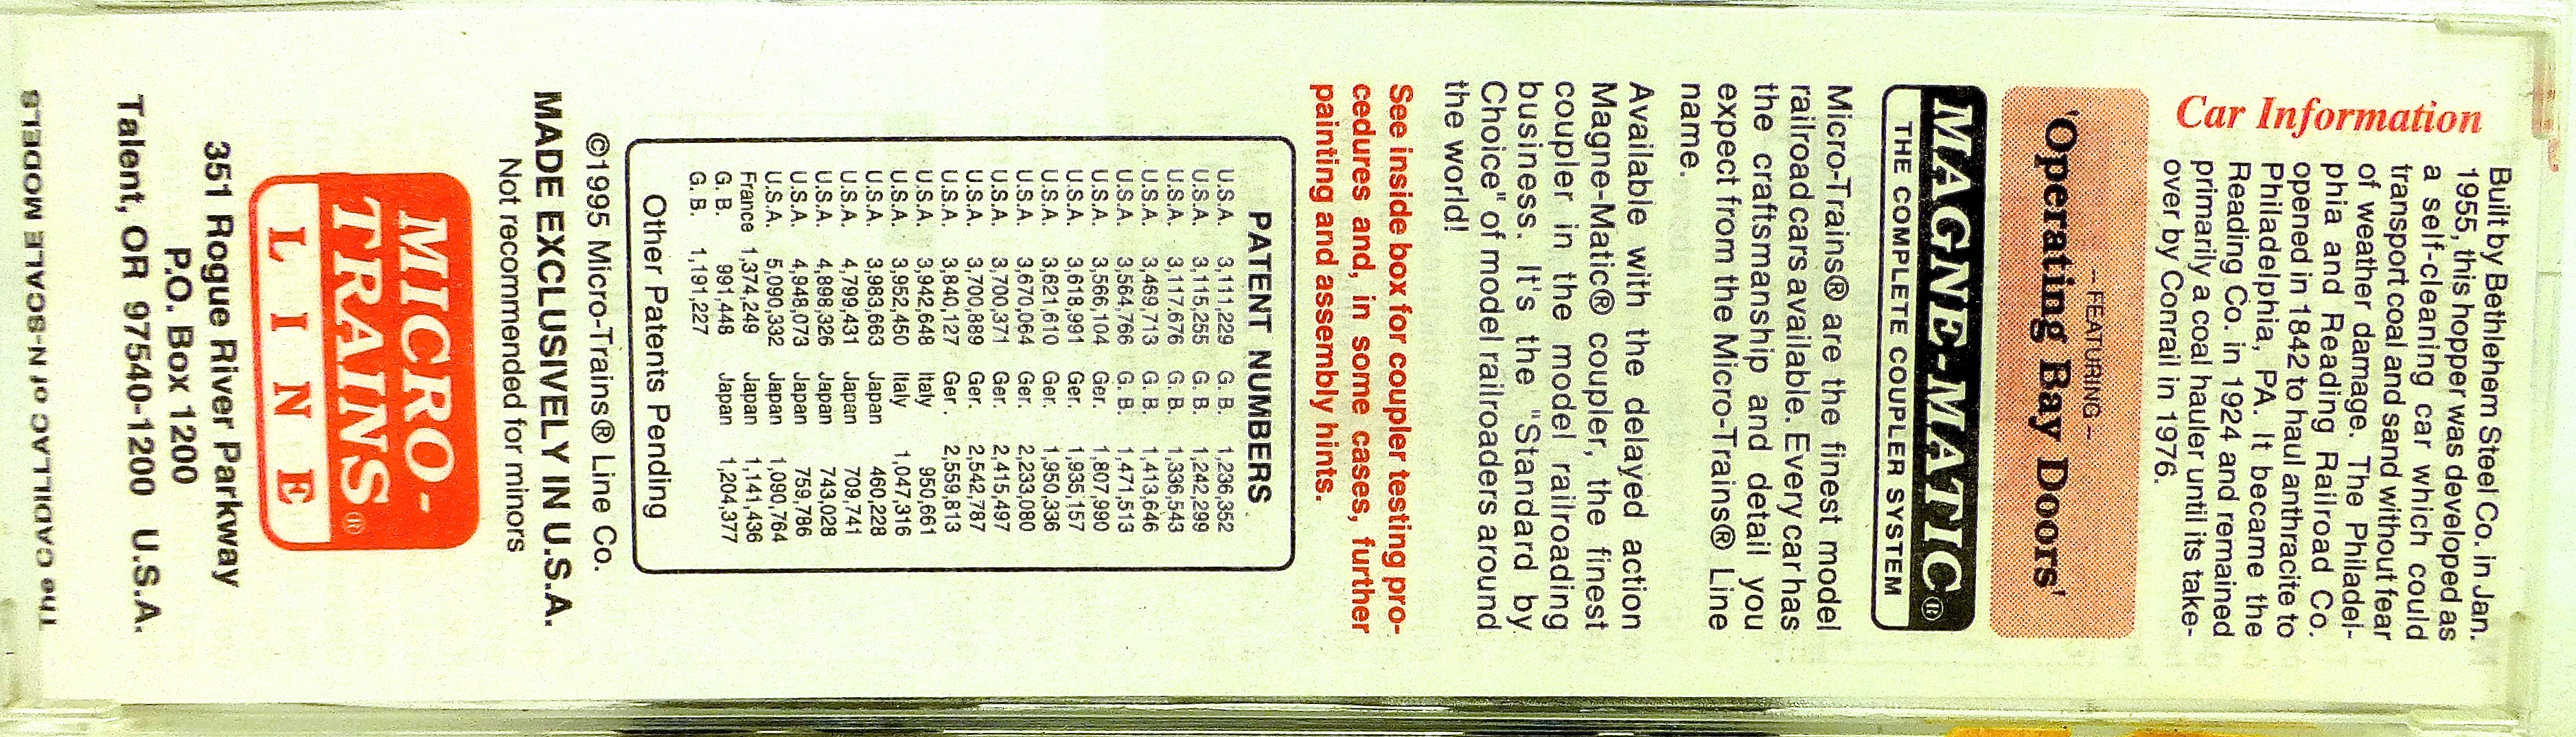 Car Information
Built by Bethlehem Steel Co. in Jan.
1955, this hopper was developed as
a self-cleaning car which could
transport coal and sand without fear
of weather damage. The Philadel-
phia and Reading Railroad Co.
opened in 1842 to haul anthracite to
Philadelphia, PA. It became the
Reading Co. in 1924 and remained
primarily a coal hauler until its take-
over by Conrail in 1976.
-- FEATURING --
'Operating Bay Doors'
MAGNE-MATIC®
THE COMPLETE COUPLER SYSTEM
Micro-Trains® are the finest model
railroad cars available. Every car has
the craftsmanship and detail you
expect from the Micro-Trains® Line
name.
Available with the delayed action
Magne-Matic® coupler, the finest
coupler in the model railroading
business. It's the "Standard by
Choice" of model railroaders around
the world!
See inside box for coupler testing pro-
cedures and, in some cases, further
painting and assembly hints.
PATENT NUMBERS
U.S.A. 3,111,229 G.B. 1,236,352
U.S.A. 3,115,255 G.B. 1,242,299
U.S.A. 3,117,676 G.B. 1,336,543
U.S.A. 3,469,713 G.B. 1,413,646
U.S.A. 3,564,766 G.B. 1,471,513
U.S.A. 3,566,104 Ger. 1,807,990
U.S.A. 3,618,991 Ger. 1,935,157
U.S.A. 3,621,610 Ger. 1,950,336
U.S.A. 3,670,064 Ger. 2,233,080
U.S.A. 3,700,371 Ger. 2,415,497
U.S.A. 3,700,889 Ger. 2,542,787
U.S.A. 3,840,127 Ger. 2,559,813
U.S.A. 3,942,648 Italy 950,661
U.S.A. 3,952,450 Italy 1,047,316
U.S.A. 3,983,663 Japan 460,228
U.S.A. 4,799,431 Japan 709,741
U.S.A. 4,898,326 Japan 743,028
U.S.A. 4,948,073 Japan 759,786
U.S.A. 5,090,332 Japan 1,090,764
France 1,374,249 Japan 1,141,436
G.B. 991,448 Japan 1,204,377
G.B. 1,191,227
Other Patents Pending
©1995 Micro-Trains® Line Co.
MADE EXCLUSIVELY IN U.S.A.
Not recommended for minors
MICRO-
TRAINS®
LINE
351 Rogue River Parkway
P.O. Box 1200
Talent, OR 97540-1200 U.S.A.
The CADILLAC of N-SCALE MODELS